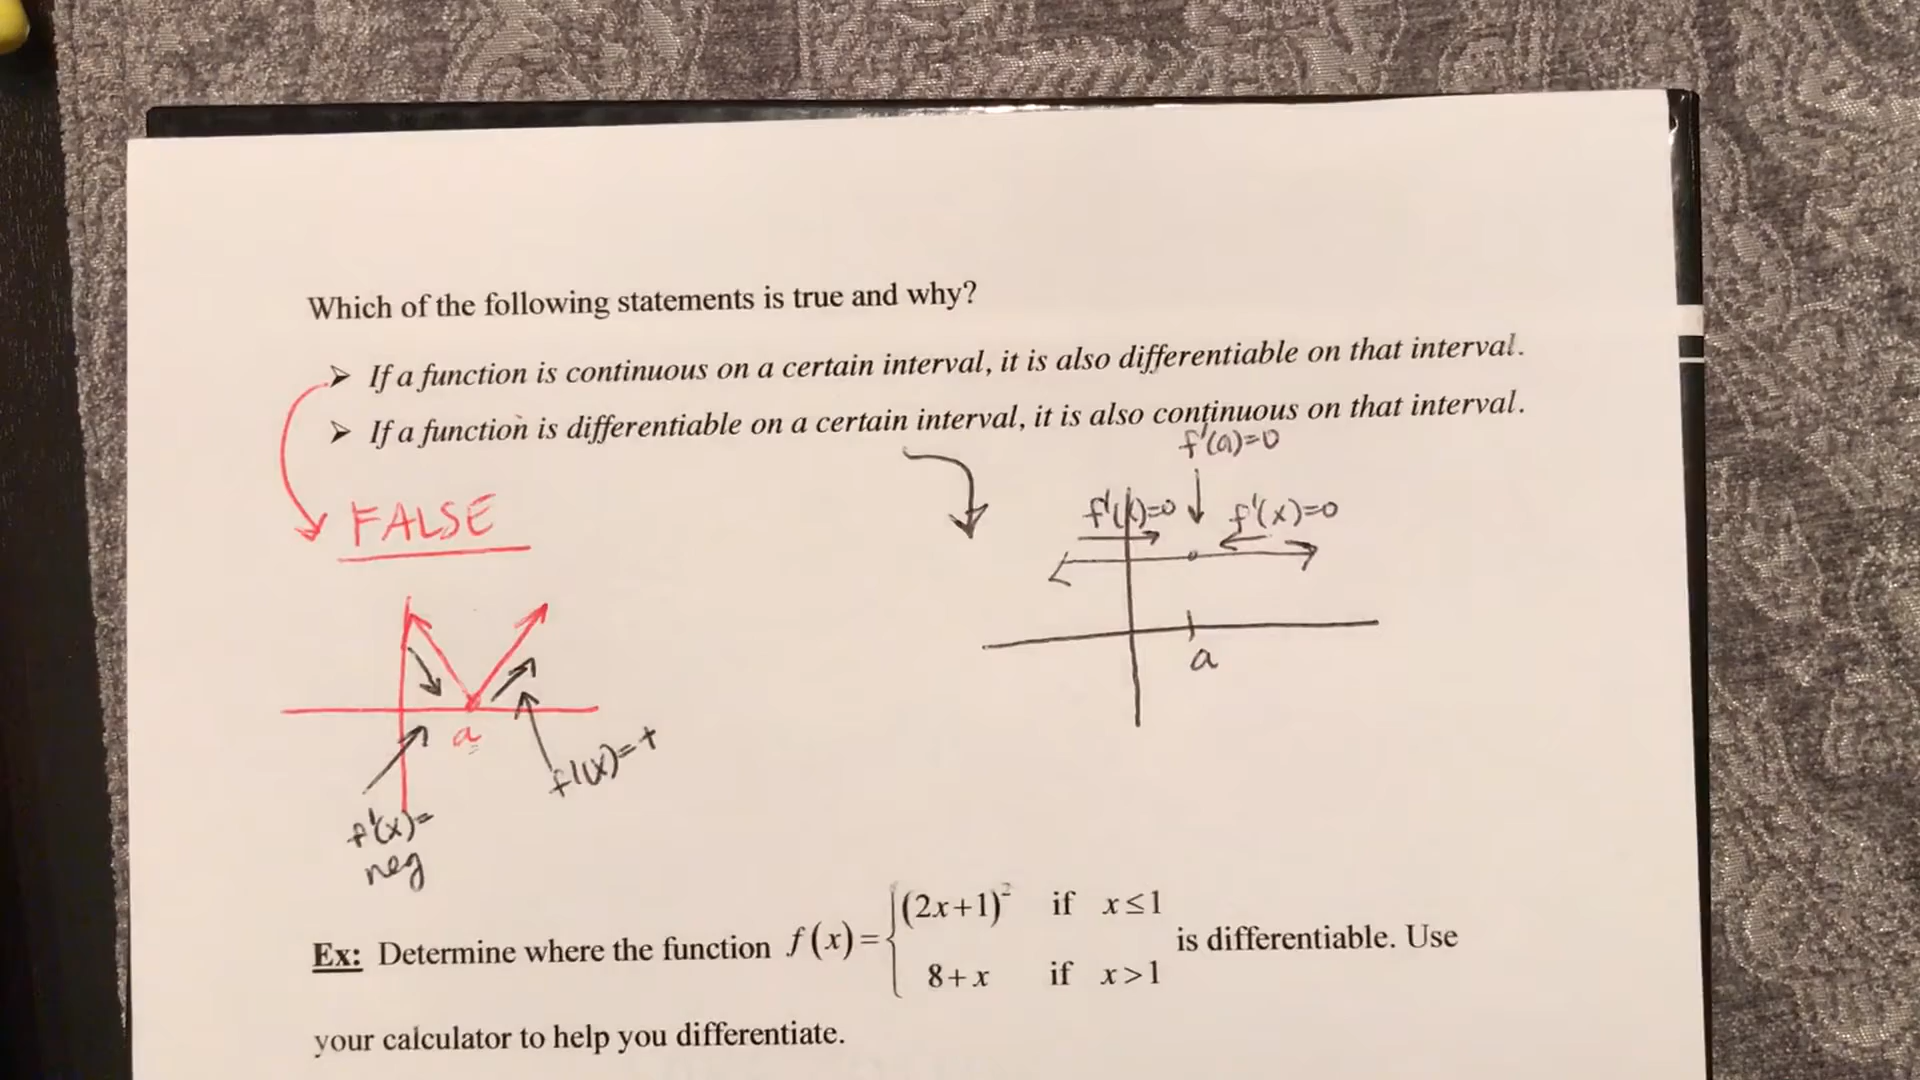 Which of the following statements is true and why?
➢ If a function is continuous on a certain interval, it is also differentiable on that interval.
➢ If a function is differentiable on a certain interval, it is also continuous on that interval.
f'(a)=0
f'(x)=0
f'(x)=0
FALSE
a
a
f'(x)=+
f'(x)=
neg
Ex: Determine where the function f(x)={(2x+1)² if x≤1
8+x if x>1
is differentiable. Use
your calculator to help you differentiate.